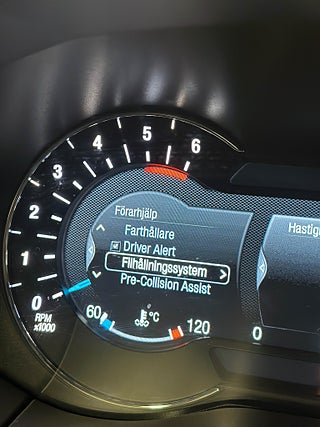 6
5
4
3
2
1
0
RPM
x1000
Förarhjälp
Farthållare
Driver Alert
Filhållningssystem
Pre-Collision Assist
Hastig
60
°C
120
0